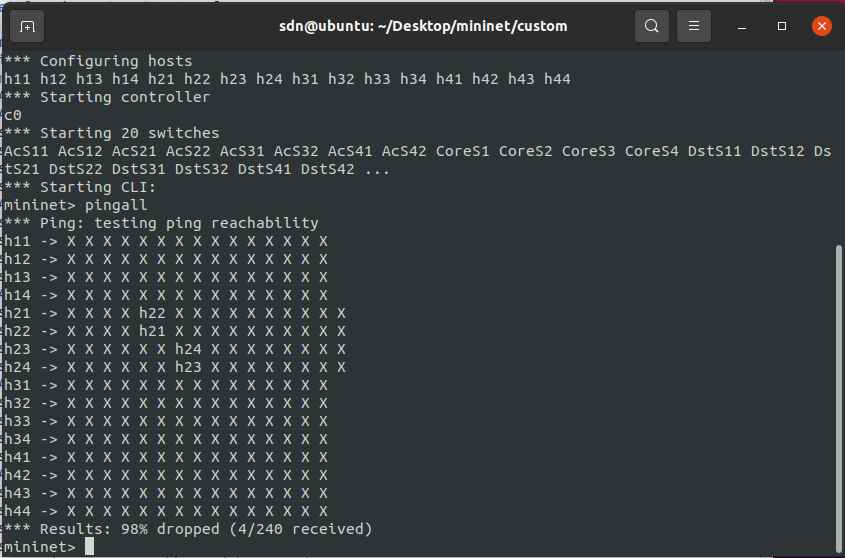 sdn@ubuntu: ~/Desktop/mininet/custom
*** Configuring hosts
h11 h12 h13 h14 h21 h22 h23 h24 h31 h32 h33 h34 h41 h42 h43 h44
*** Starting controller
c0
*** Starting 20 switches
AcS11 AcS12 AcS21 AcS22 AcS31 AcS32 AcS41 AcS42 CoreS1 CoreS2 CoreS3 CoreS4 DstS11 DstS12 Ds
tS21 DstS22 DstS31 DstS32 DstS41 DstS42 ...
*** Starting CLI:
mininet> pingall
*** Ping: testing ping reachability
h11 -> X X X X X X X X X X X X X X X
h12 -> X X X X X X X X X X X X X X X
h13 -> X X X X X X X X X X X X X X X
h14 -> X X X X X X X X X X X X X X X
h21 -> X X X X h22 X X X X X X X X X X
h22 -> X X X X h21 X X X X X X X X X X
h23 -> X X X X X X h24 X X X X X X X X
h24 -> X X X X X X h23 X X X X X X X X
h31 -> X X X X X X X X X X X X X X X
h32 -> X X X X X X X X X X X X X X X
h33 -> X X X X X X X X X X X X X X X
h34 -> X X X X X X X X X X X X X X X
h41 -> X X X X X X X X X X X X X X X
h42 -> X X X X X X X X X X X X X X X
h43 -> X X X X X X X X X X X X X X X
h44 -> X X X X X X X X X X X X X X X
*** Results: 98% dropped (4/240 received)
mininet>